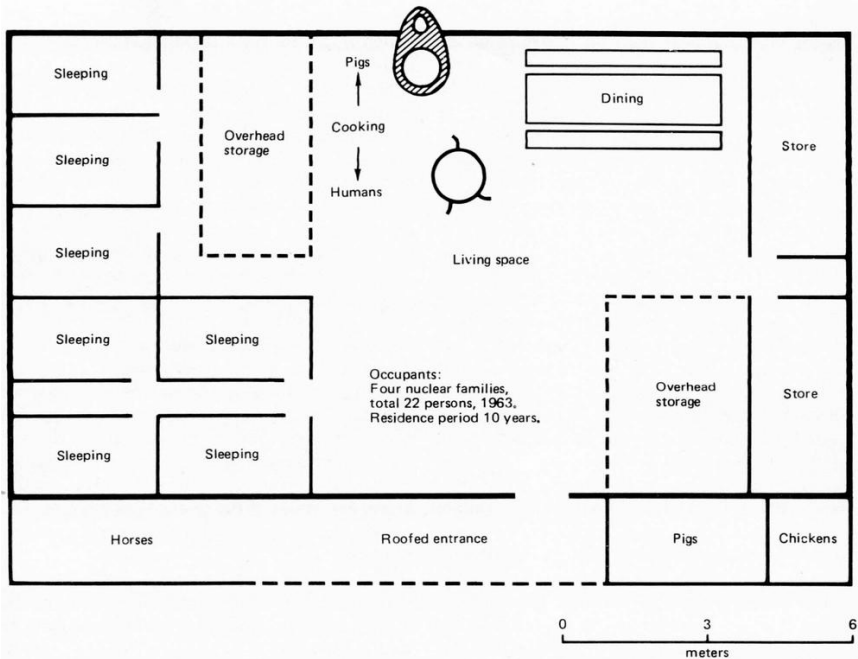 Sleeping
Pigs
Dining
Overhead
storage
Cooking
Store
Sleeping
Humans
Sleeping
Living space
Sleeping
Sleeping
Occupants:
Four nuclear families,
total 22 persons, 1963.
Residence period 10 years.
Overhead
storage
Store
Sleeping
Sleeping
Horses
Roofed entrance
Pigs
Chickens
0
3
6
meters